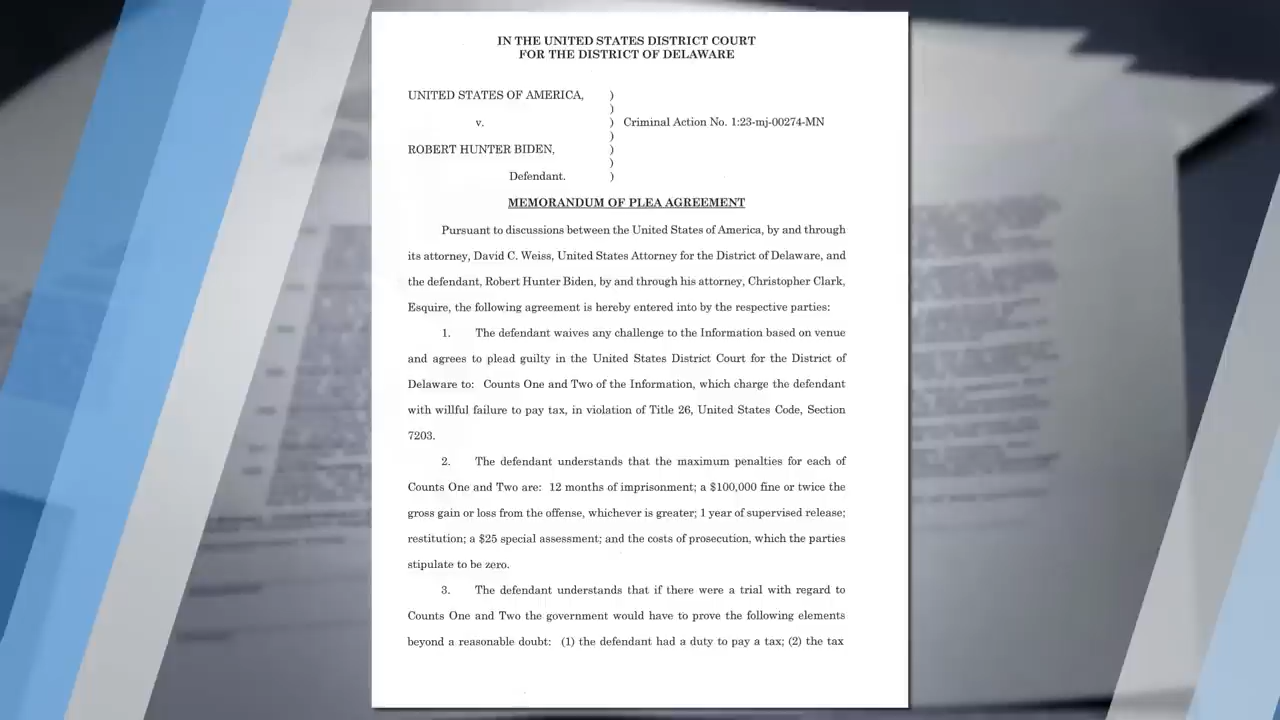 IN THE UNITED STATES DISTRICT COURT
FOR THE DISTRICT OF DELAWARE
UNITED STATES OF AMERICA, )
)
v. ) Criminal Action No. 1:23-mj-00274-MN
)
ROBERT HUNTER BIDEN, )
)
Defendant. )
MEMORANDUM OF PLEA AGREEMENT
Pursuant to discussions between the United States of America, by and through
its attorney, David C. Weiss, United States Attorney for the District of Delaware, and
the defendant, Robert Hunter Biden, by and through his attorney, Christopher Clark,
Esquire, the following agreement is hereby entered into by the respective parties:
1. The defendant waives any challenge to the Information based on venue
and agrees to plead guilty in the United States District Court for the District of
Delaware to: Counts One and Two of the Information, which charge the defendant
with willful failure to pay tax, in violation of Title 26, United States Code, Section
7203.
2. The defendant understands that the maximum penalties for each of
Counts One and Two are: 12 months of imprisonment; a $100,000 fine or twice the
gross gain or loss from the offense, whichever is greater; 1 year of supervised release;
restitution; a $25 special assessment; and the costs of prosecution, which the parties
stipulate to be zero.
3. The defendant understands that if there were a trial with regard to
Counts One and Two the government would have to prove the following elements
beyond a reasonable doubt: (1) the defendant had a duty to pay a tax; (2) the tax